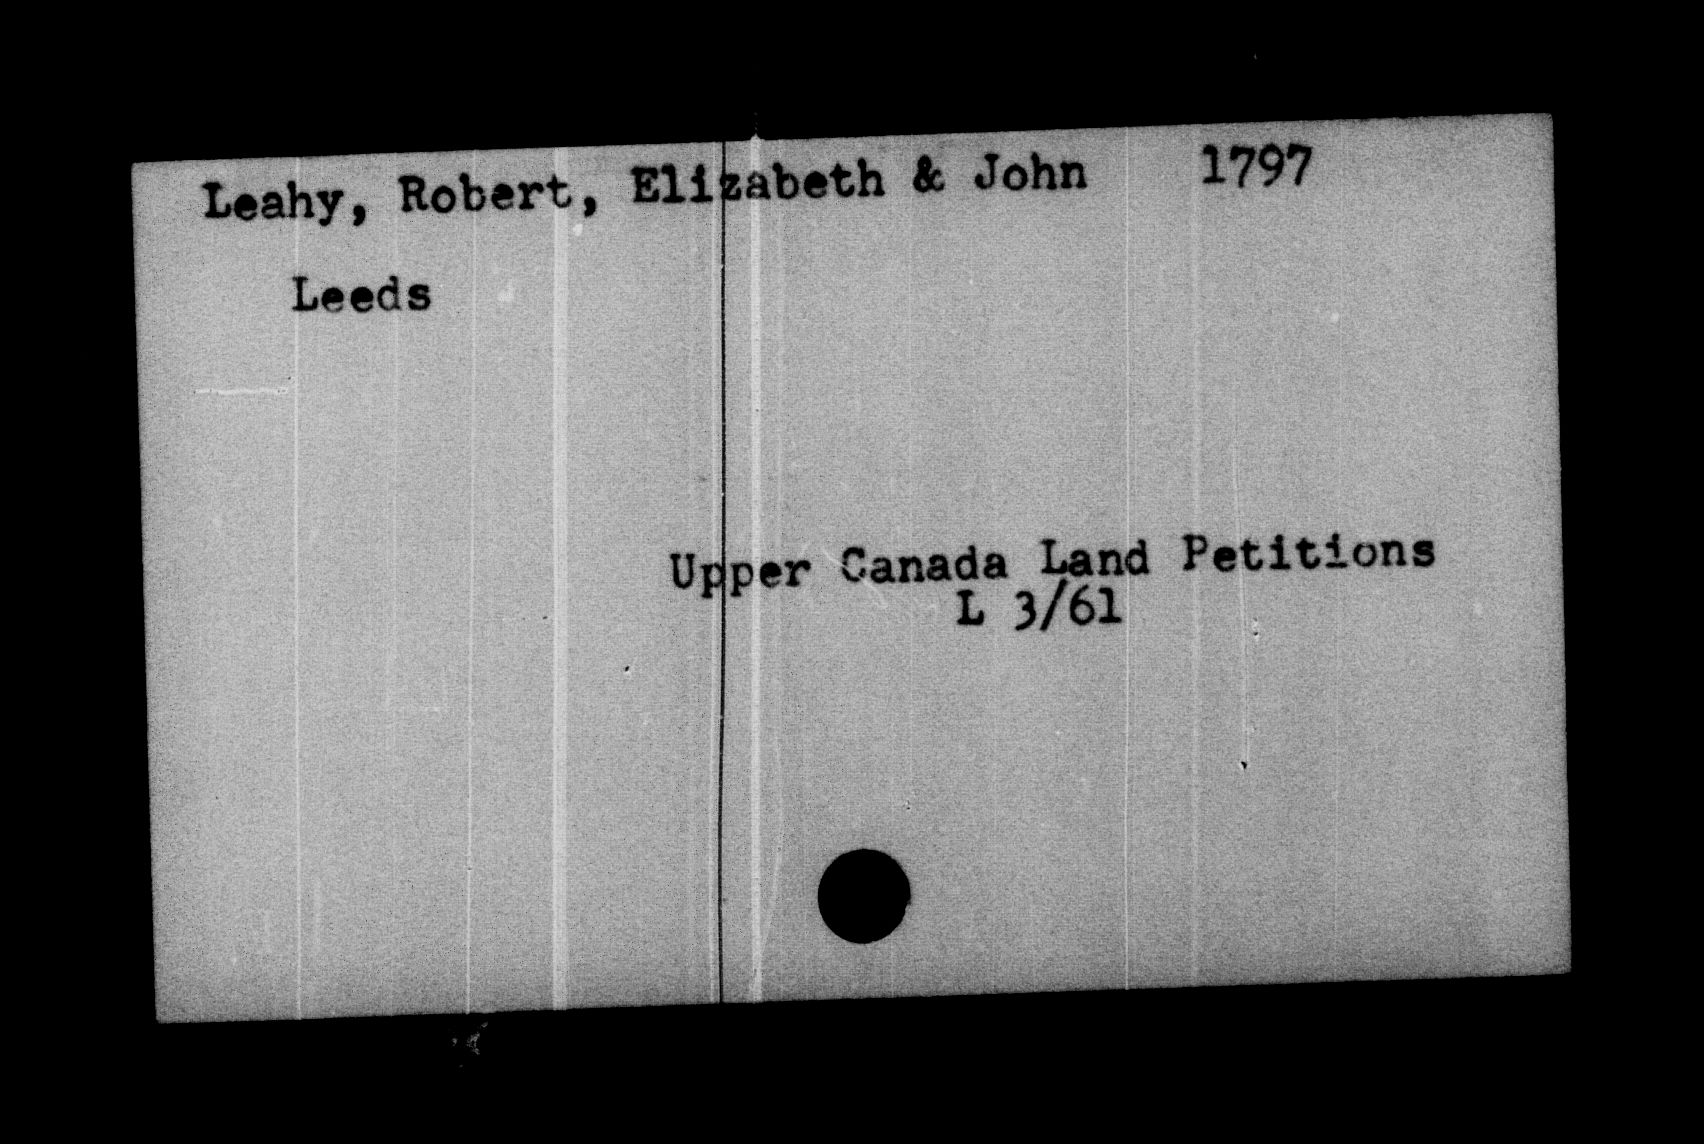 Leahy, Robert, Elizabeth & John 1797
Leeds
Upper Canada Land Petitions
L 3/61